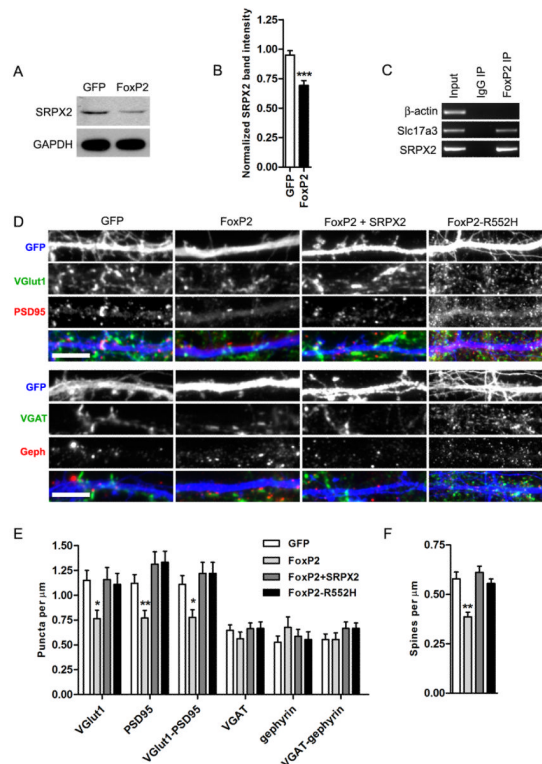 A
GFP FoxP2
SRPX2
GAPDH
B
Normalized SRPX2 band intensity
1.00
0.75
0.50
0.25
0.00
***
GFP
FoxP2
C
Input
IgG IP
FoxP2 IP
β-actin
Slc17a3
SRPX2
D
GFP FoxP2 FoxP2 + SRPX2 FoxP2-R552H
GFP
VGlut1
PSD95
GFP
VGAT
Geph
E
Puncta per μm
1.50
1.25
1.00
0.75
0.50
0.25
0.00
GFP
FoxP2
FoxP2+SRPX2
FoxP2-R552H
*
**
*
VGlut1
PSD95
VGlut1-PSD95
VGAT
gephyrin
VGAT-gephyrin
F
Spines per μm
0.75
0.50
0.25
0.00
**